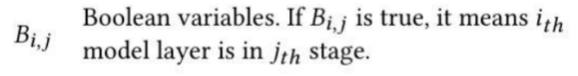 B_{i,j} Boolean variables. If B_{i,j} is true, it means i_{th}
model layer is in j_{th} stage.